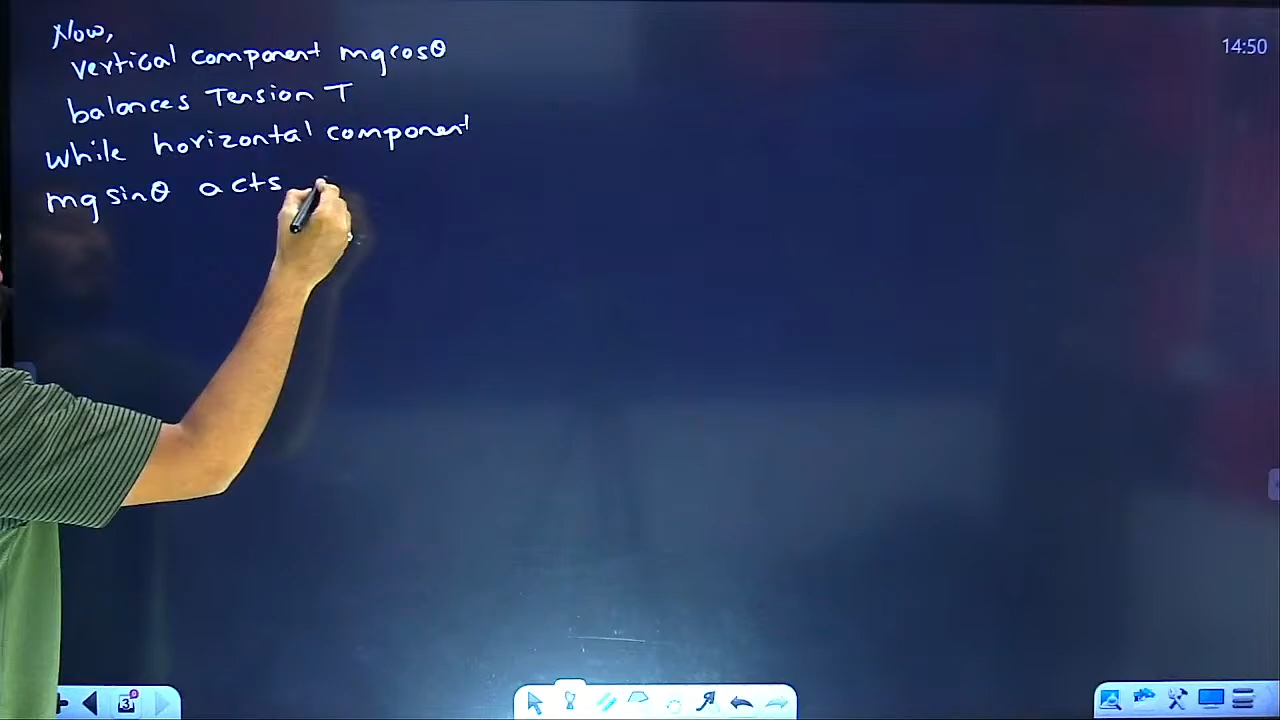 Now,
vertical component mgcosθ
balances Tension T
while horizontal component
mgsinθ acts
14:50